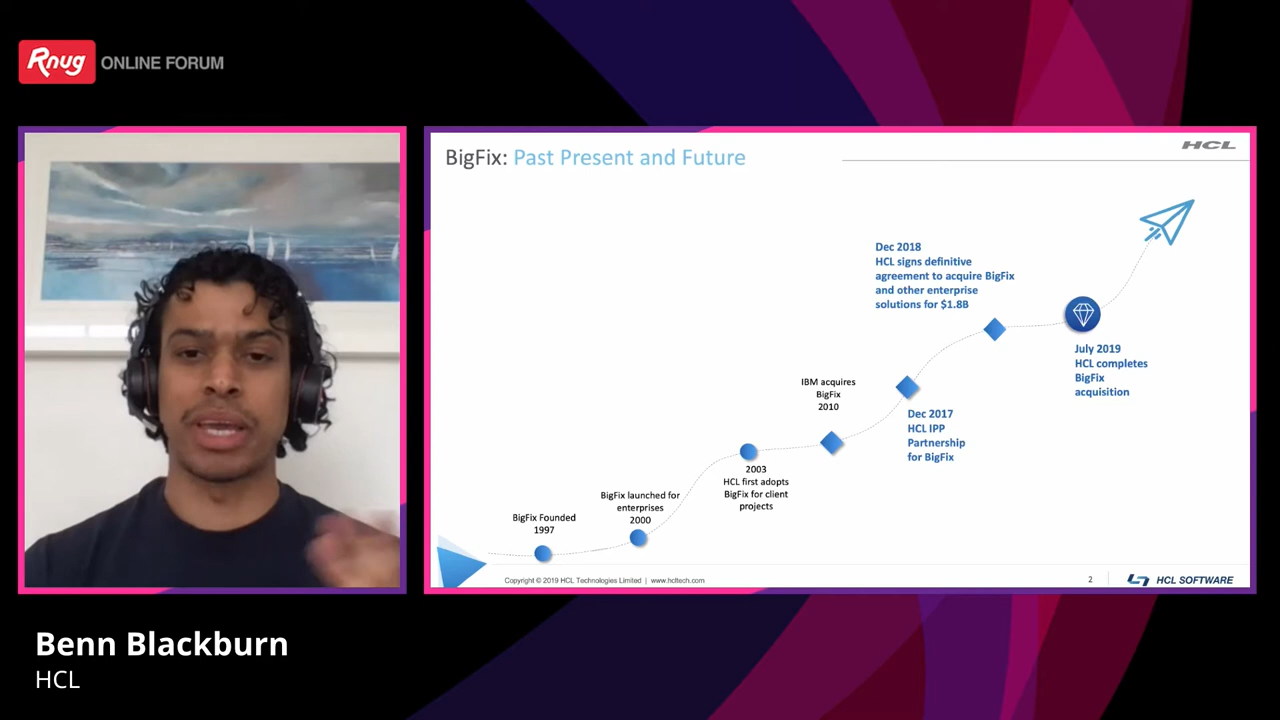 Rnug ONLINE FORUM
BigFix: Past Present and Future
HCL
Dec 2018
HCL signs definitive
agreement to acquire BigFix
and other enterprise
solutions for $1.8B
July 2019
HCL completes
BigFix
acquisition
IBM acquires
BigFix
2010
Dec 2017
HCL IPP
Partnership
for BigFix
2003
HCL first adopts
BigFix for client
projects
BigFix launched for
enterprises
2000
BigFix Founded
1997
Copyright © 2019 HCL Technologies Limited | www.hcltech.com
2
HCL SOFTWARE
Benn Blackburn
HCL